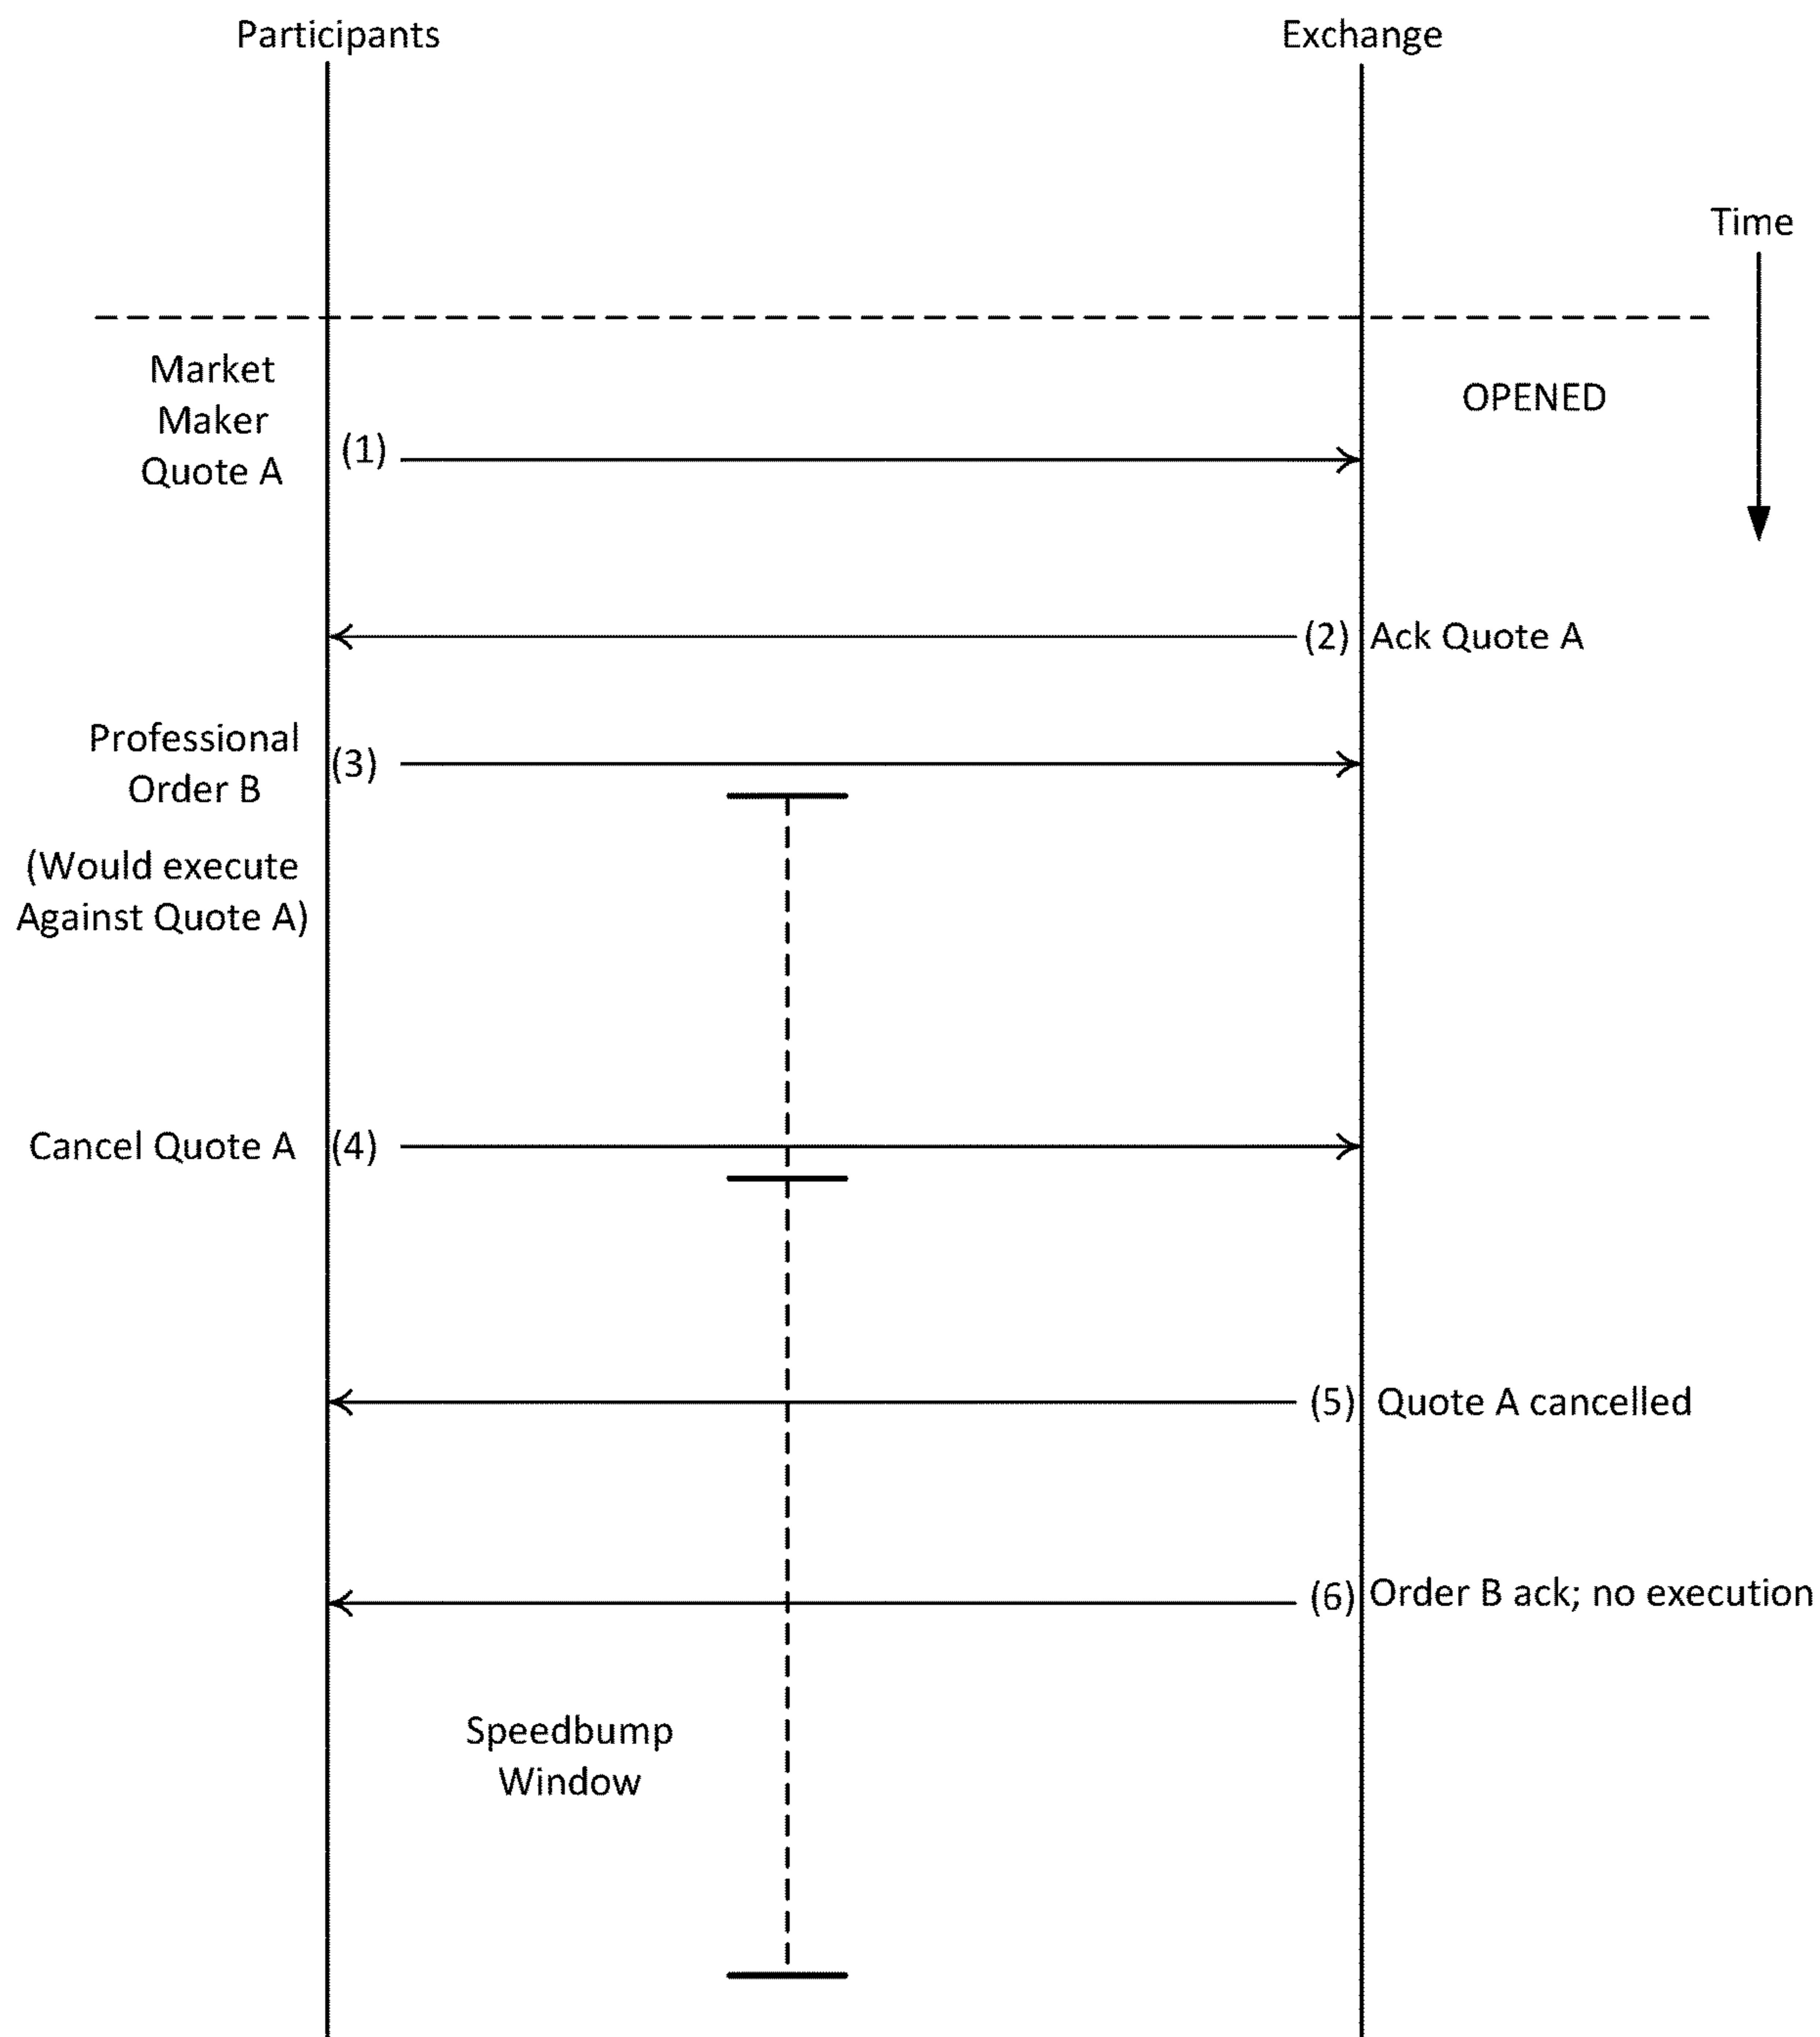 Participants
Exchange
Time
Market
Maker
Quote A
OPENED
(1)
(2) Ack Quote A
Professional
Order B
(3)
(Would execute
Against Quote A)
Cancel Quote A (4)
(5) Quote A cancelled
(6) Order B ack; no execution
Speedbump
Window